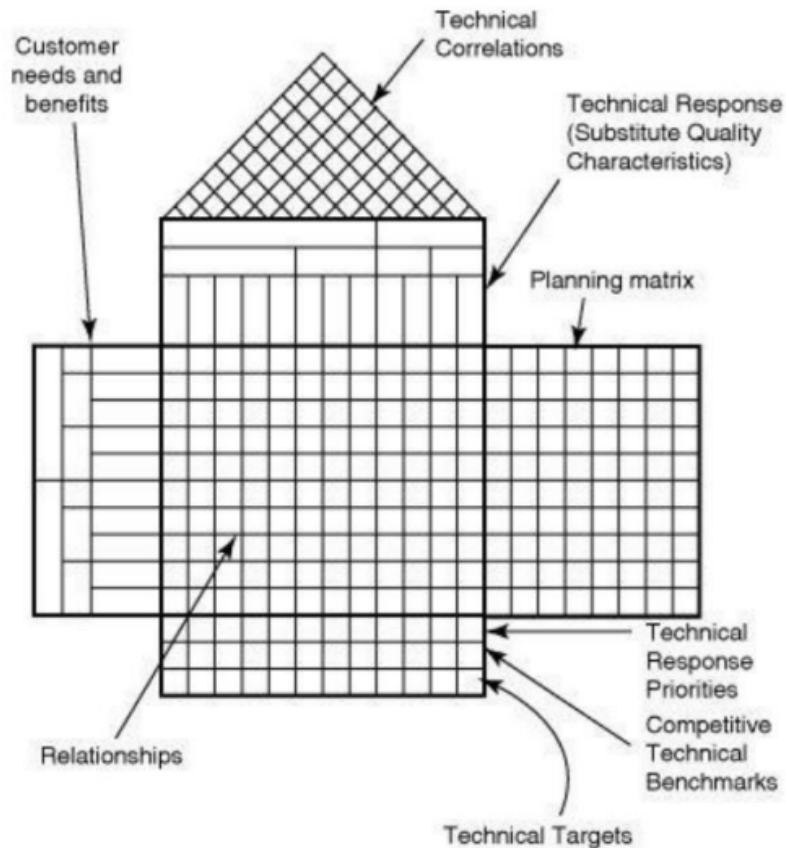 Technical
Correlations
Customer
needs and
benefits
Technical Response
(Substitute Quality
Characteristics)
Planning matrix
Technical
Response
Priorities
Competitive
Technical
Benchmarks
Relationships
Technical Targets